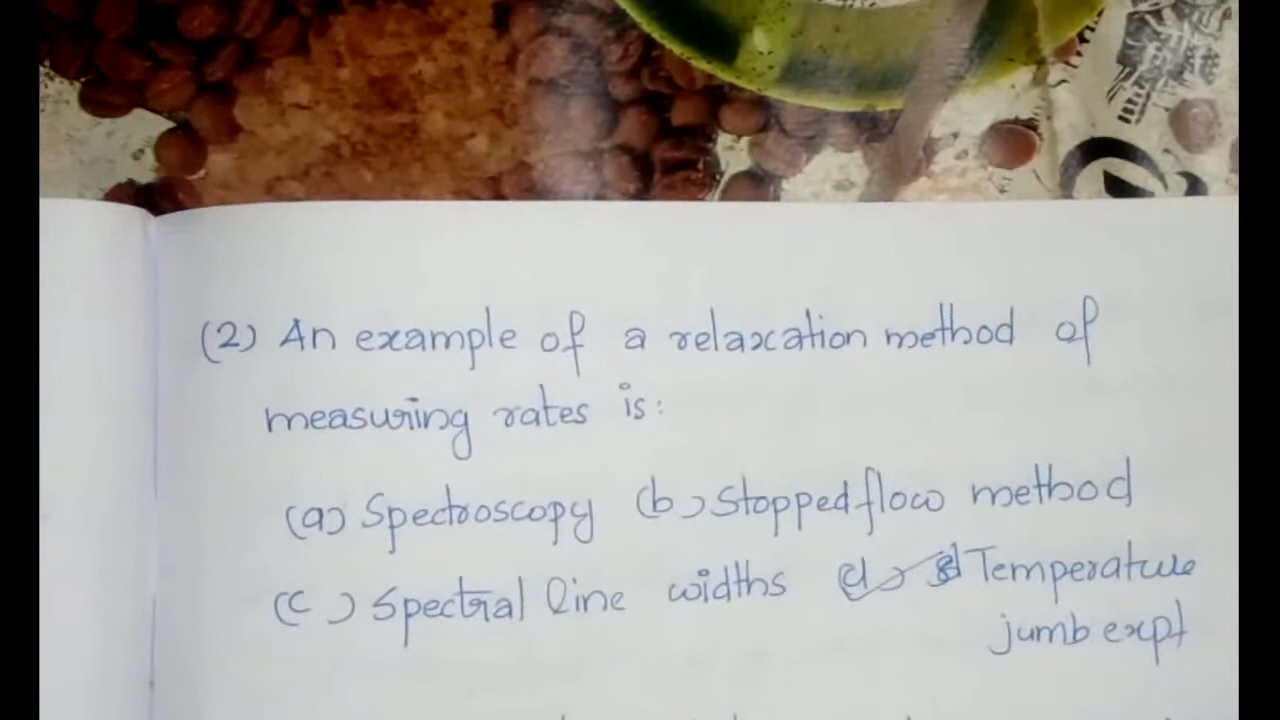 (2) An example of a relaxation method of
measuring rates is:
(a) Spectroscopy (b) Stopped flow method
(c) Spectral line widths (d) Temperature
jumb expt